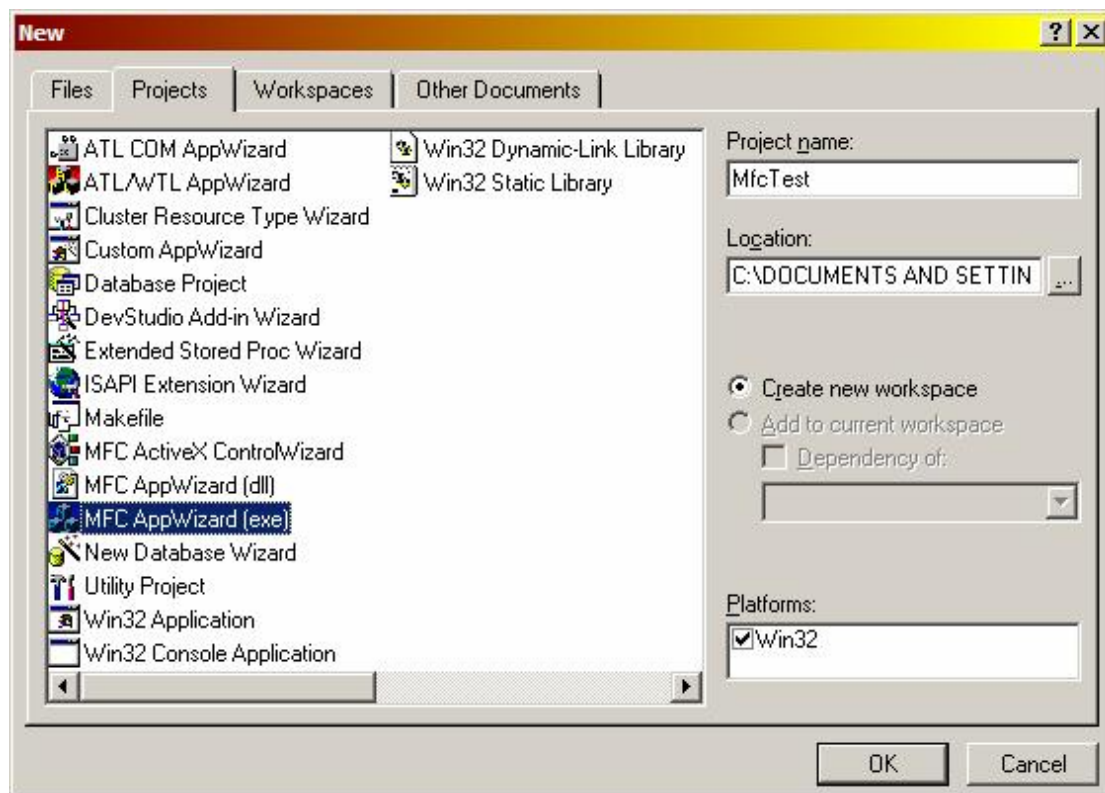 New
Files
Projects
Workspaces
Other Documents
ATL COM AppWizard
ATL/WTL AppWizard
Cluster Resource Type Wizard
Custom AppWizard
Database Project
DevStudio Add-in Wizard
Extended Stored Proc Wizard
ISAPI Extension Wizard
Makefile
MFC ActiveX ControlWizard
MFC AppWizard (dll)
MFC AppWizard (exe)
New Database Wizard
Utility Project
Win32 Application
Win32 Console Application
Win32 Dynamic-Link Library
Win32 Static Library
Project name:
MfcTest
Location:
C:\DOCUMENTS AND SETTIN
...
Create new workspace
Add to current workspace
Dependency of:
Platforms:
Win32
OK
Cancel